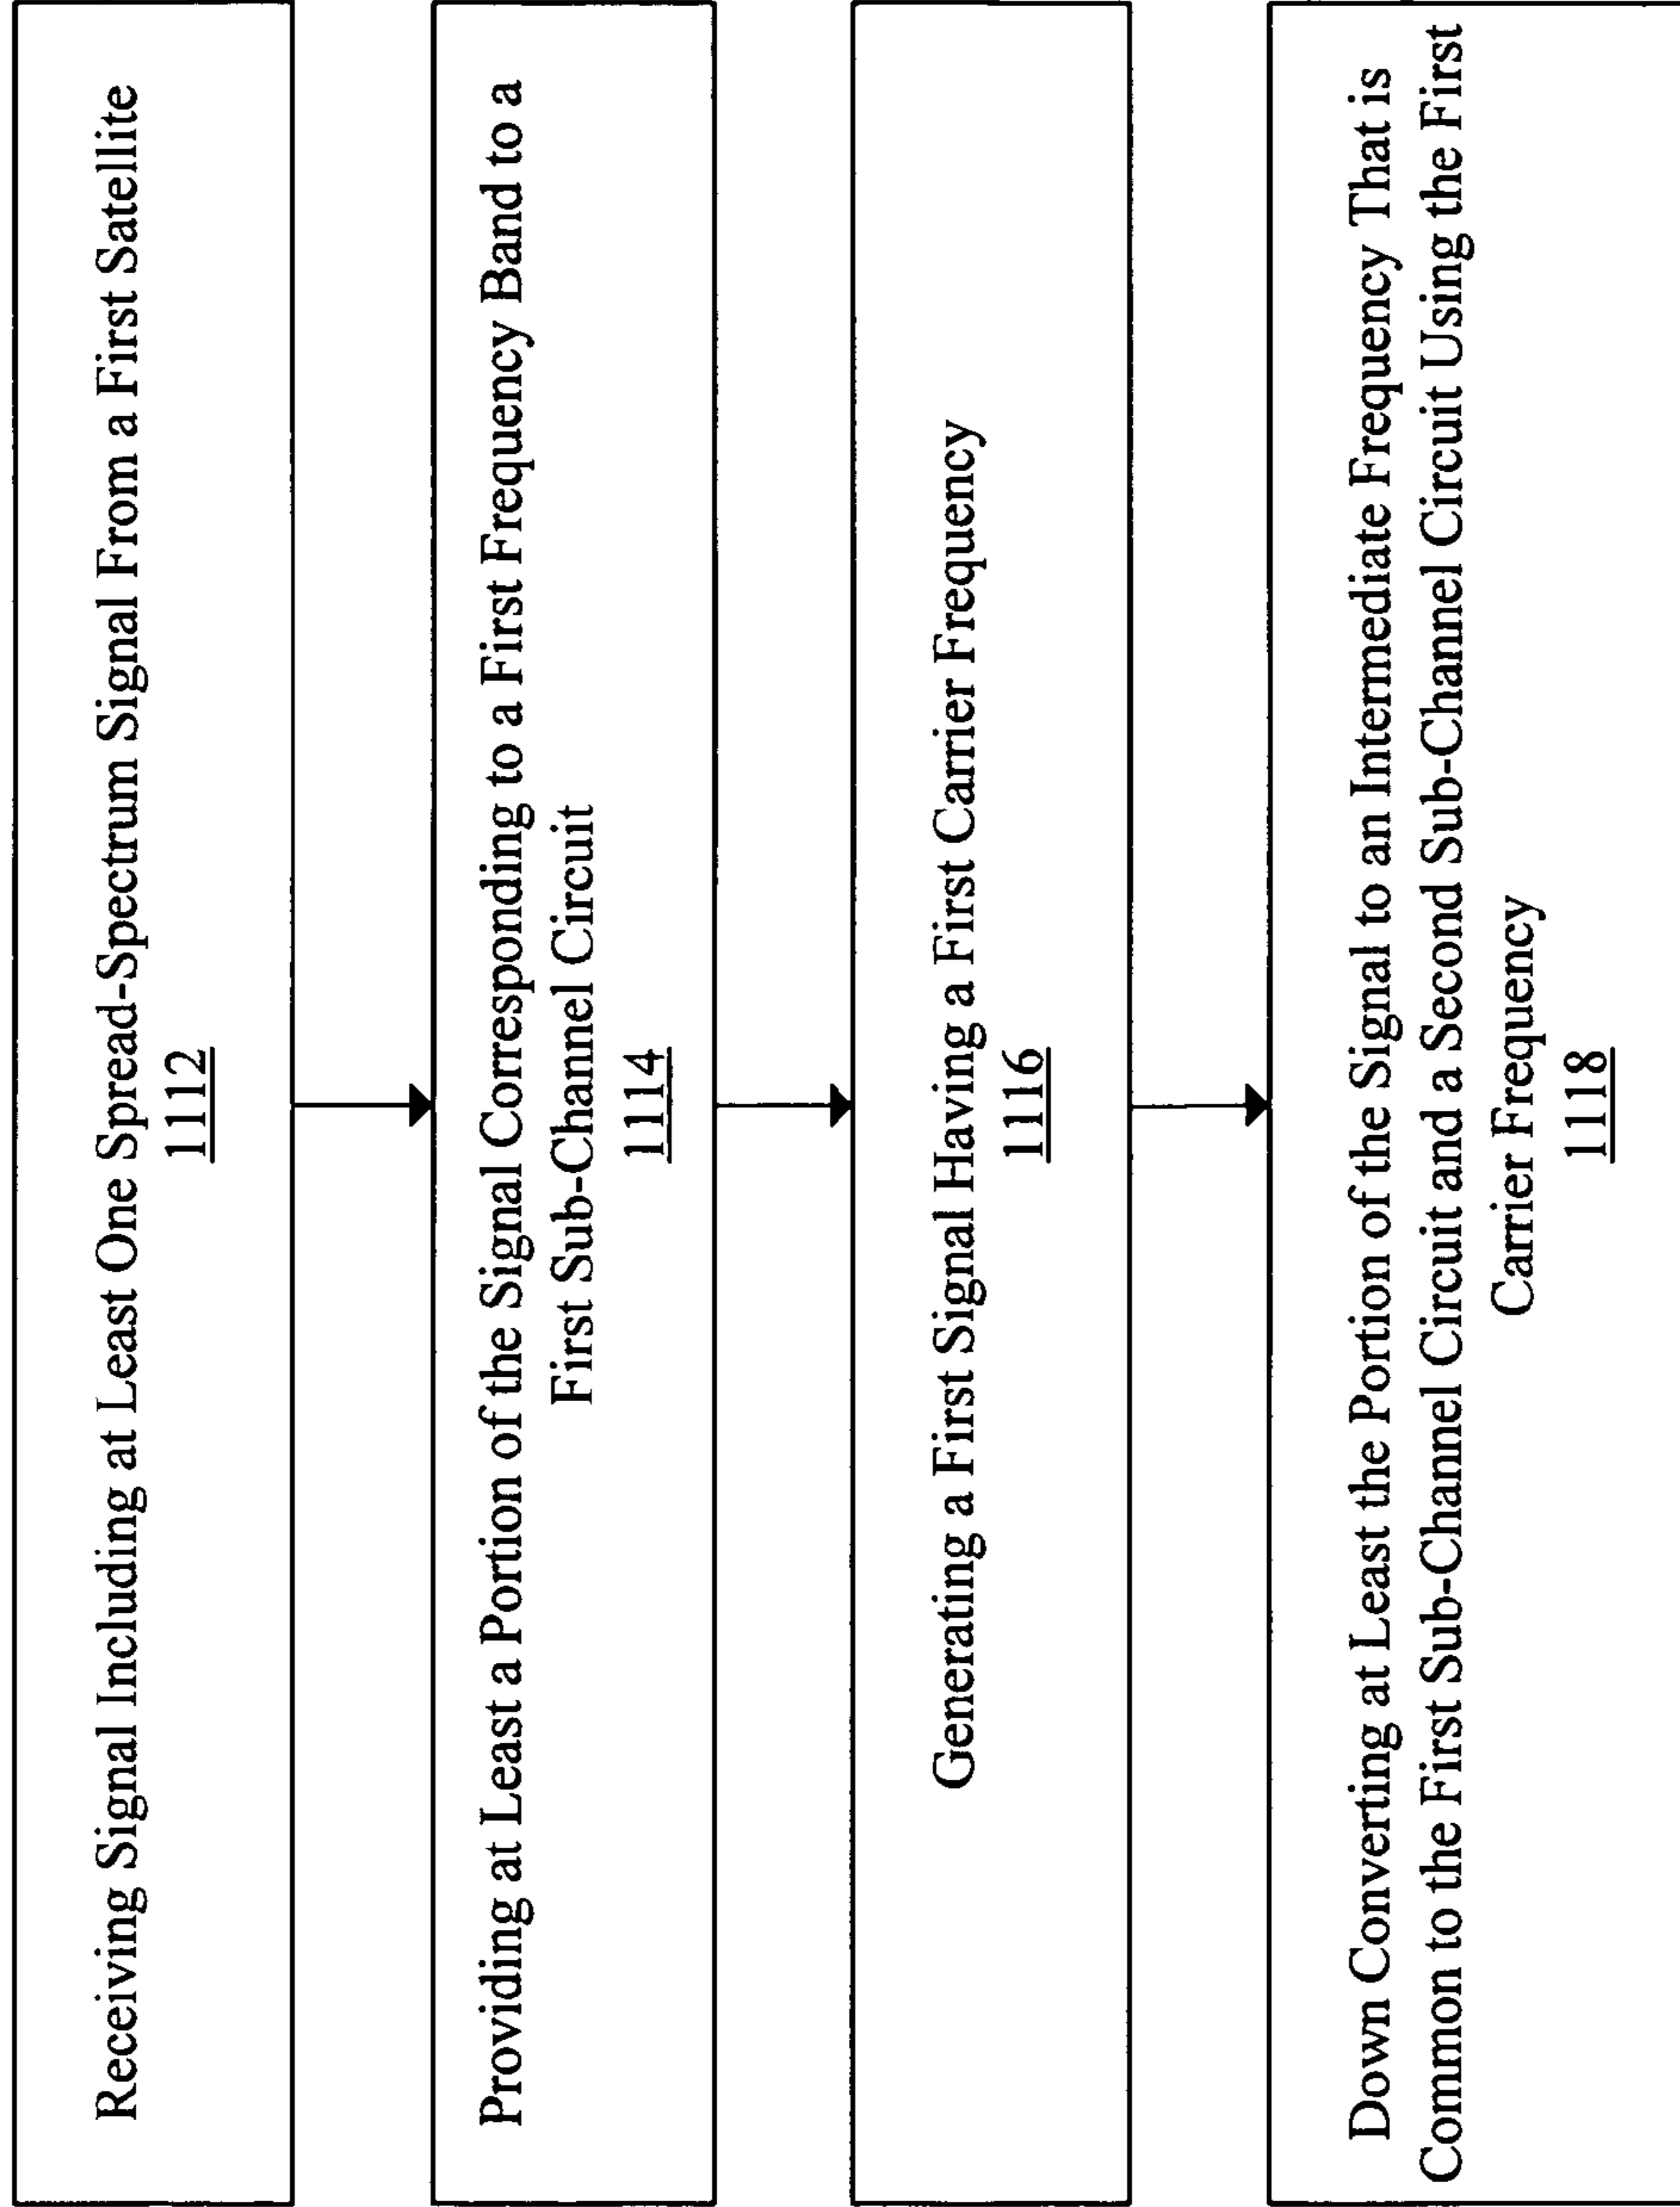 Receiving Signal Including at Least One Spread-Spectrum Signal From a First Satellite
1112
Providing at Least a Portion of the Signal Corresponding to a First Frequency Band to a
First Sub-Channel Circuit
1114
Generating a First Signal Having a First Carrier Frequency
1116
Down Converting at Least the Portion of the Signal to an Intermediate Frequency That is
Common to the First Sub-Channel Circuit and a Second Sub-Channel Circuit Using the First
Carrier Frequency
1118